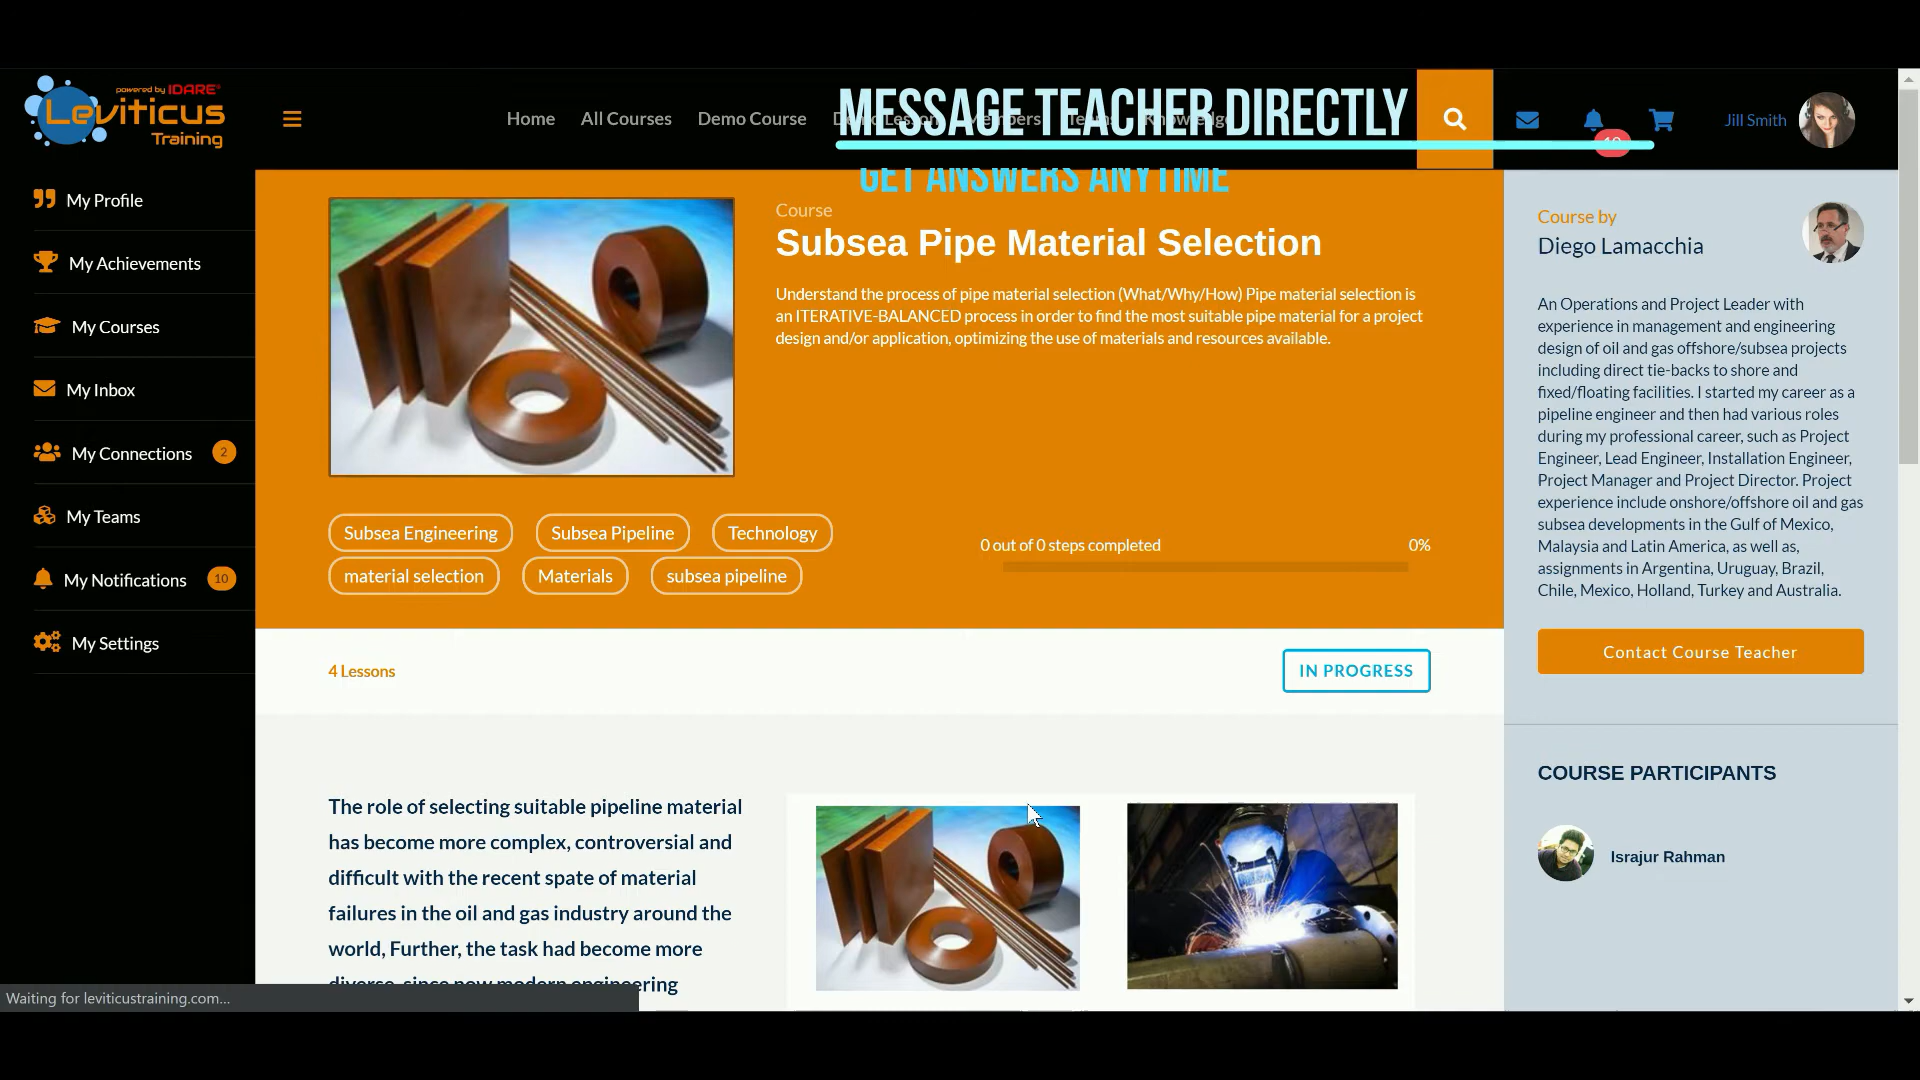 powered by IDARE®
Leviticus
Training
Home
All Courses
Demo Course
Members
MESSAGE TEACHER DIRECTLY
GET ANSWERS ANYTIME
Jill Smith
My Profile
My Achievements
My Courses
My Inbox
My Connections 2
My Teams
My Notifications 10
My Settings
Course
Subsea Pipe Material Selection
Understand the process of pipe material selection (What/Why/How) Pipe material selection is
an ITERATIVE-BALANCED process in order to find the most suitable pipe material for a project
design and/or application, optimizing the use of materials and resources available.
Subsea Engineering
Subsea Pipeline
Technology
material selection
Materials
subsea pipeline
0 out of 0 steps completed
0%
4 Lessons
IN PROGRESS
The role of selecting suitable pipeline material
has become more complex, controversial and
difficult with the recent spate of material
failures in the oil and gas industry around the
world, Further, the task had become more
diverse, since now modern engineering
Course by
Diego Lamacchia
An Operations and Project Leader with
experience in management and engineering
design of oil and gas offshore/subsea projects
including direct tie-backs to shore and
fixed/floating facilities. I started my career as a
pipeline engineer and then had various roles
during my professional career, such as Project
Engineer, Lead Engineer, Installation Engineer,
Project Manager and Project Director. Project
experience include onshore/offshore oil and gas
subsea developments in the Gulf of Mexico,
Malaysia and Latin America, as well as,
assignments in Argentina, Uruguay, Brazil,
Chile, Mexico, Holland, Turkey and Australia.
Contact Course Teacher
COURSE PARTICIPANTS
Israjur Rahman
Waiting for leviticustraining.com...